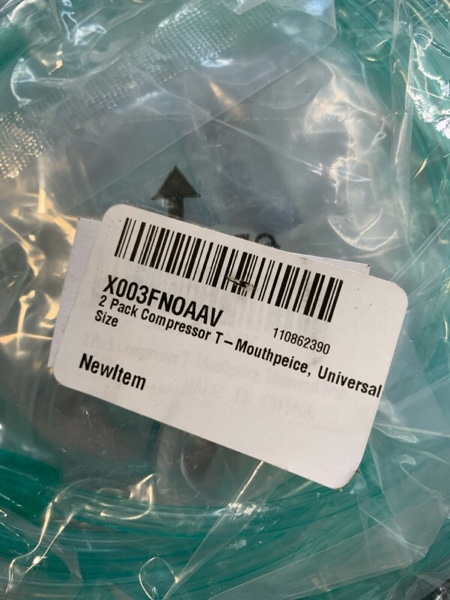 X003FNOAAV
110862390
2 Pack Compressor T-Mouthpeice, Universal
Size
NewItem